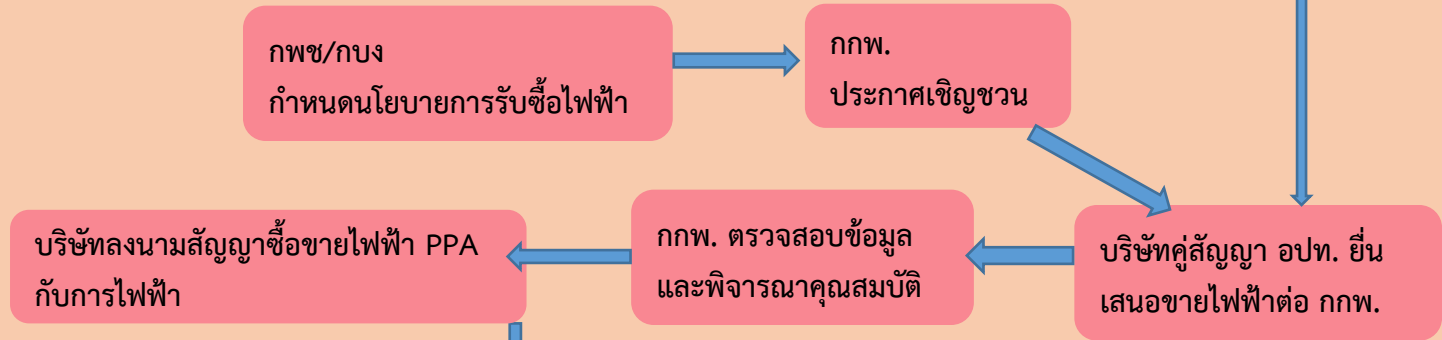 กพช/กบง
กำหนดนโยบายการรับซื้อไฟฟ้า
กกพ.
ประกาศเชิญชวน
บริษัทคู่สัญญา อปท. ยื่น
เสนอขายไฟฟ้าต่อ กกพ.
กกพ. ตรวจสอบข้อมูล
และพิจารณาคุณสมบัติ
บริษัทลงนามสัญญาซื้อขายไฟฟ้า PPA
กับการไฟฟ้า